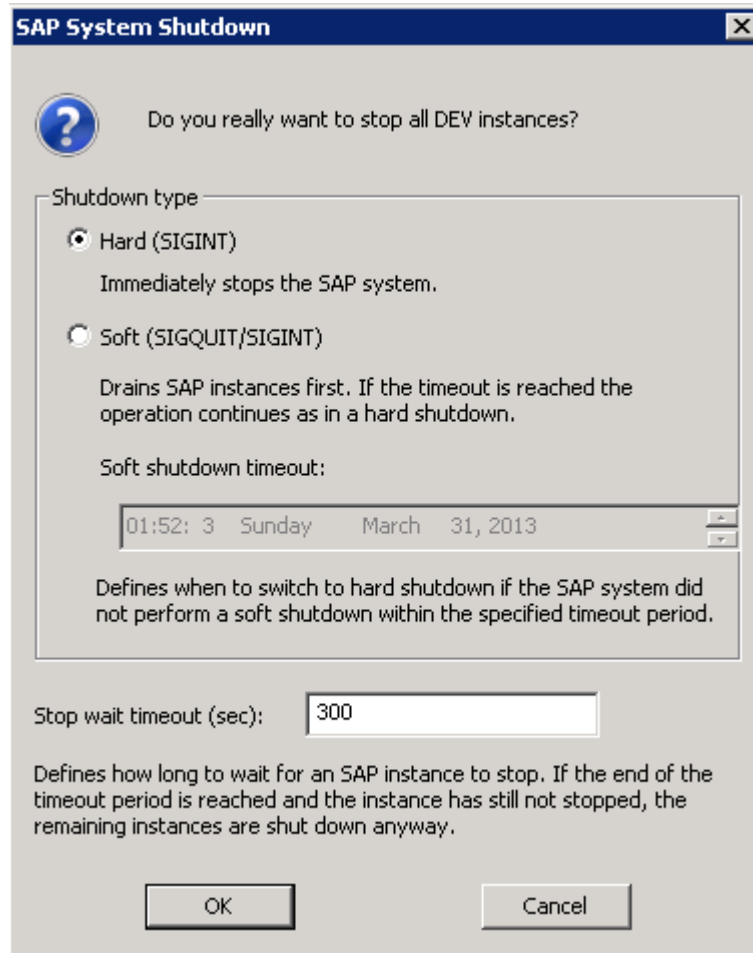 SAP System Shutdown
Do you really want to stop all DEV instances?
Shutdown type
Hard (SIGINT)
Immediately stops the SAP system.
Soft (SIGQUIT/SIGINT)
Drains SAP instances first. If the timeout is reached the
operation continues as in a hard shutdown.
Soft shutdown timeout:
01:52: 3 Sunday March 31, 2013
Defines when to switch to hard shutdown if the SAP system did
not perform a soft shutdown within the specified timeout period.
Stop wait timeout (sec): 300
Defines how long to wait for an SAP instance to stop. If the end of the
timeout period is reached and the instance has still not stopped, the
remaining instances are shut down anyway.
OK Cancel